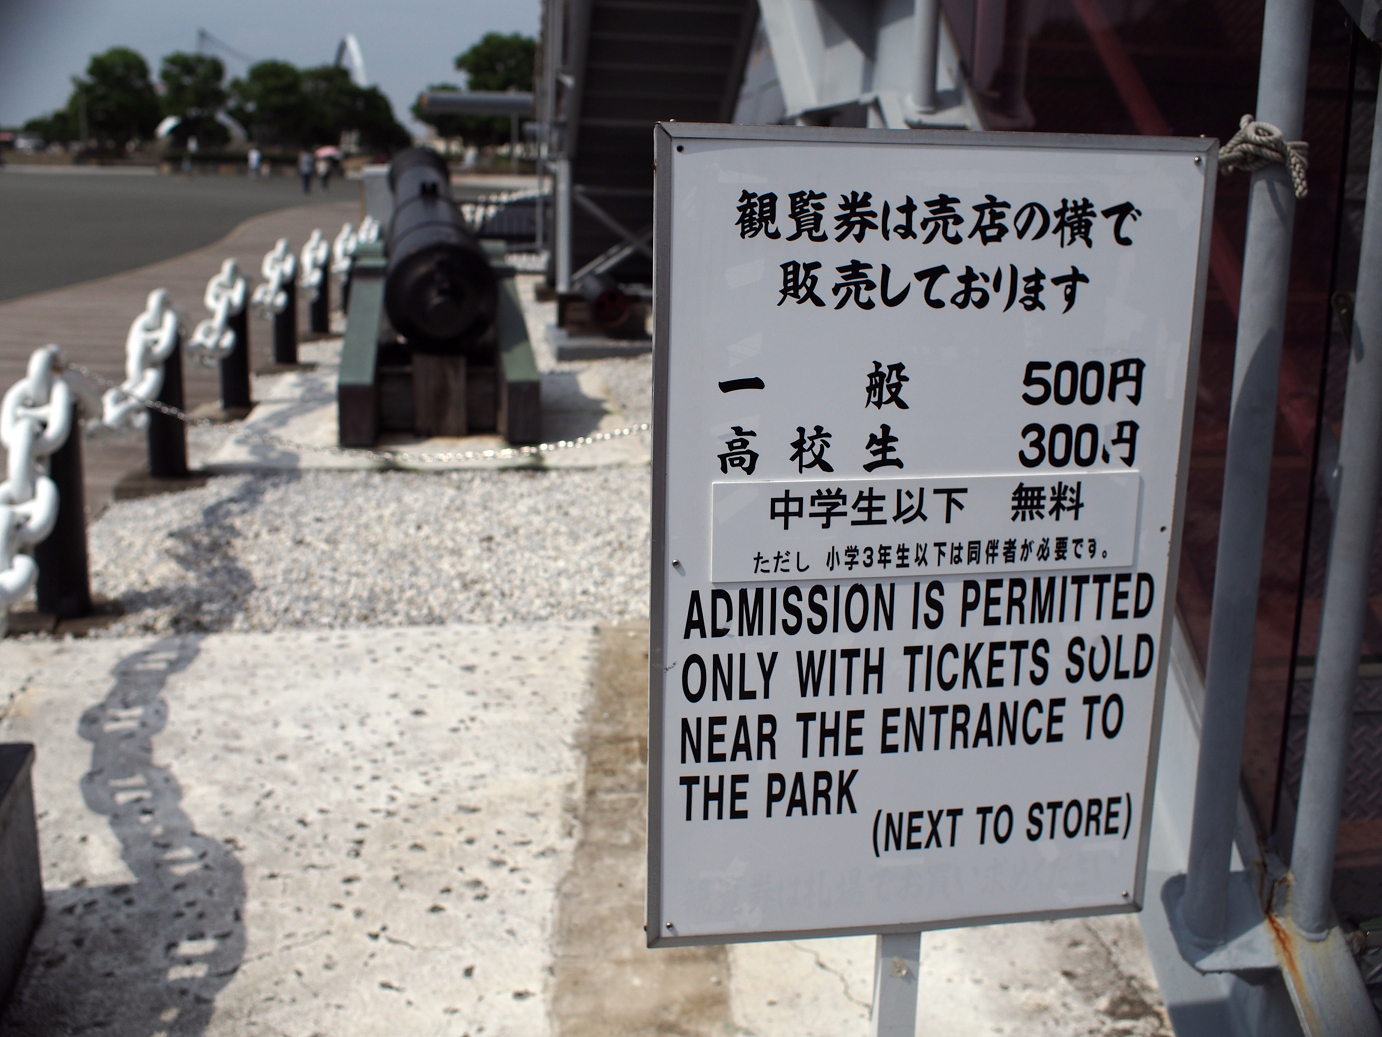 観覧券は売店の横で
販売しております
一般 500円
高校生 300円
中学生以下 無料
ただし 小学3年生以下は同伴者が必要です。
ADMISSION IS PERMITTED
ONLY WITH TICKETS SOLD
NEAR THE ENTRANCE TO
THE PARK
(NEXT TO STORE)